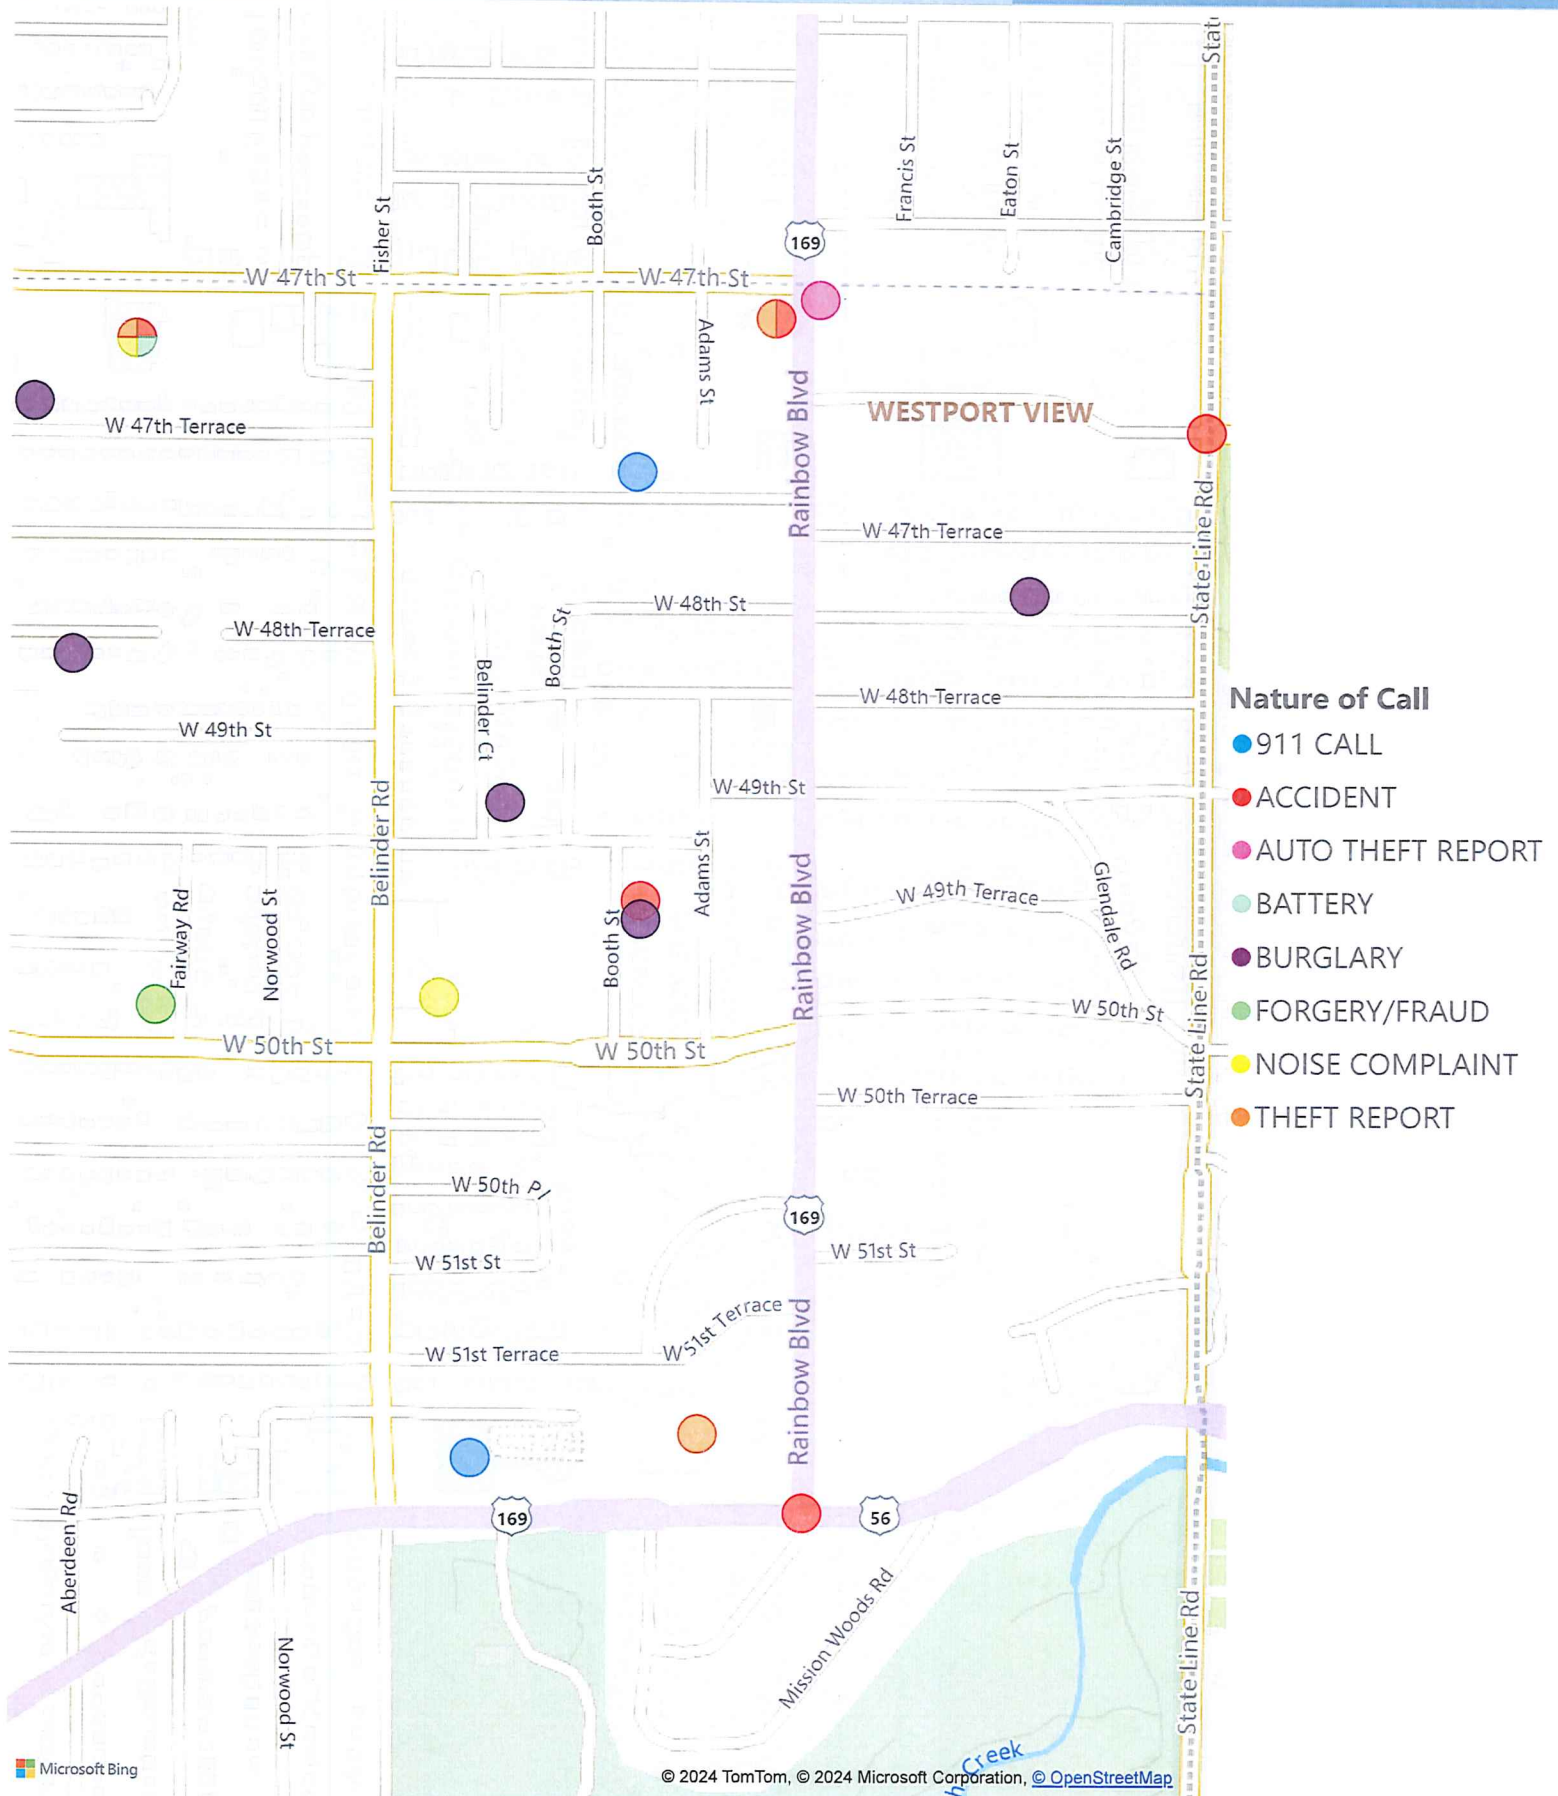 State
Francis St
Eaton St
Cambridge St
Booth St
Fisher St
169
W 47th St
W 47th St
Adams St
Rainbow Blvd
WESTPORT VIEW
W 47th Terrace
W 47th Terrace
State Line Rd
W 48th St
Booth St
W 48th Terrace
Belinder Ct
W 48th Terrace
W 49th St
W 49th St
Belinder Rd
Adams St
Rainbow Blvd
Glendale Rd
W 49th Terrace
Fairway Rd
Norwood St
Booth St
State Line Rd
W 50th St
W 50th St
W 50th St
W 50th Terrace
Belinder Rd
W 50th Pl
169
W 51st St
W 51st St
W 51st Terrace
W 51st Terrace
Rainbow Blvd
169
56
Aberdeen Rd
Mission Woods Rd
State Line Rd
Norwood St
Creek
Nature of Call
911 CALL
ACCIDENT
AUTO THEFT REPORT
BATTERY
BURGLARY
FORGERY/FRAUD
NOISE COMPLAINT
THEFT REPORT
Microsoft Bing
© 2024 TomTom, © 2024 Microsoft Corporation, © OpenStreetMap